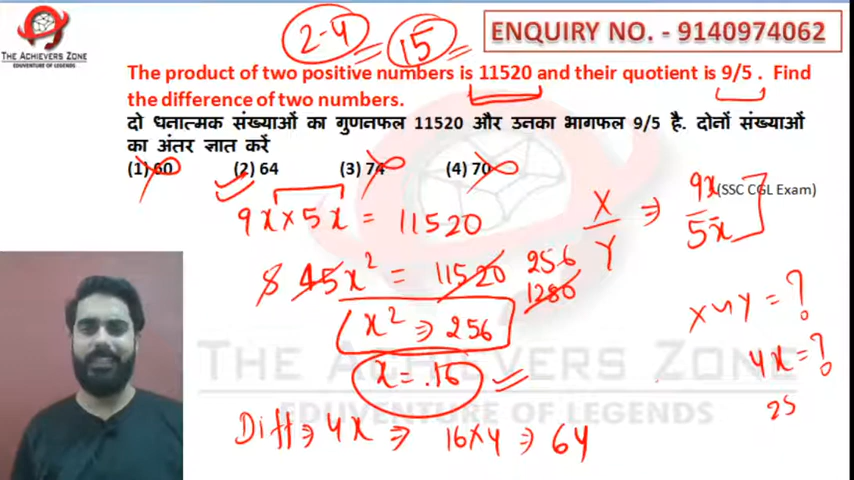 THE ACHIEVERS ZONE
EDUVENTURE OF LEGENDS
2-4 15
ENQUIRY NO. - 9140974062
The product of two positive numbers is 11520 and their quotient is 9/5 . Find
the difference of two numbers.
दो धनात्मक संख्याओं का गुणनफल 11520 और उनका भागफल 9/5 है. दोनों संख्याओं
का अंतर ज्ञात करें
(1) 60 (2) 64 (3) 74 (4) 70
(SSC CGL Exam)
9x × 5x = 11520
X/Y ⇒ 9x/5x
45x² = 11520 256
8 1280
x² ⇒ 256
x = .16
x ~ y = ?
4x = ?
25
THE ACHIEVERS ZONE
EDUVENTURE OF LEGENDS
Diff ⇒ 4x ⇒ 16×4 ⇒ 64